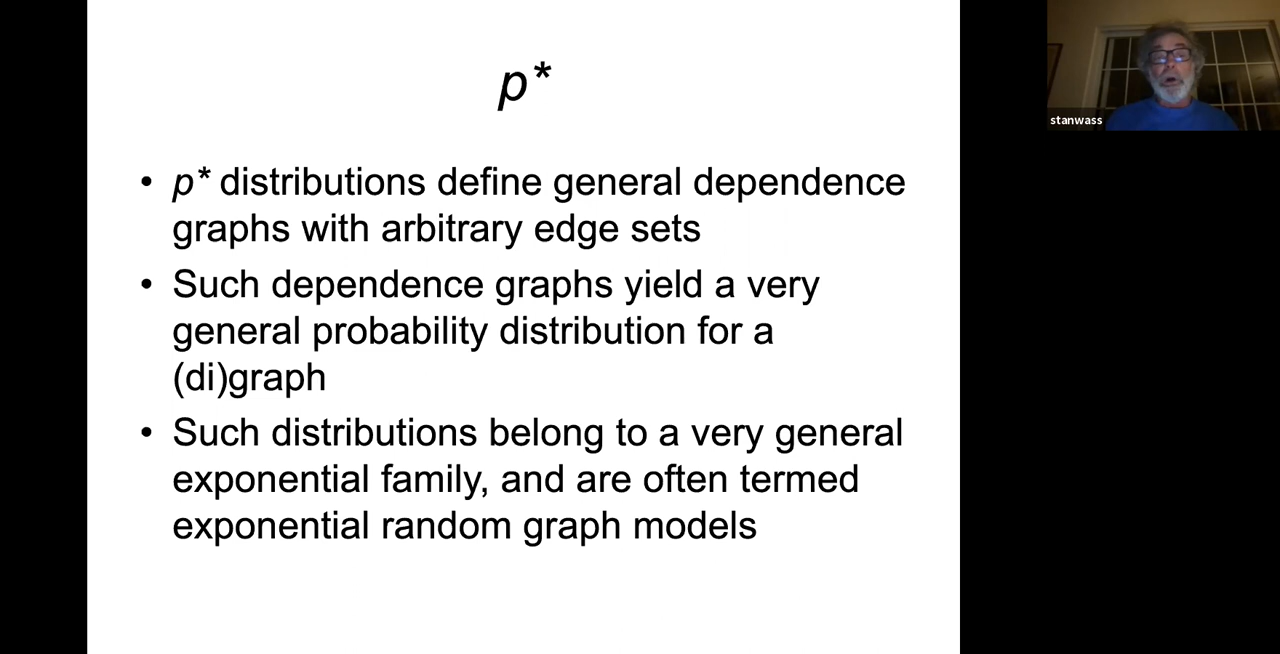 p*
• p* distributions define general dependence
graphs with arbitrary edge sets
• Such dependence graphs yield a very
general probability distribution for a
(di)graph
• Such distributions belong to a very general
exponential family, and are often termed
exponential random graph models
stanwass